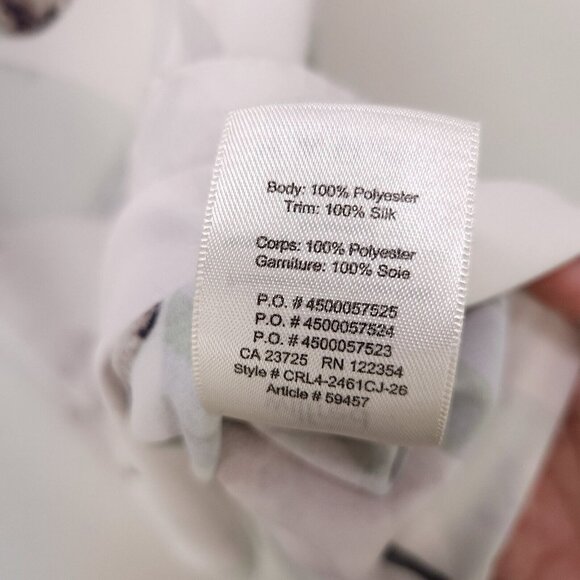 Body: 100% Polyester
Trim: 100% Silk
Corps: 100% Polyester
Garniture: 100% Soie
P.O. # 4500057525
P.O. # 4500057524
P.O. # 4500057523
CA 23725 RN 122354
Style # CRL4-2461CJ-26
Article # 59457